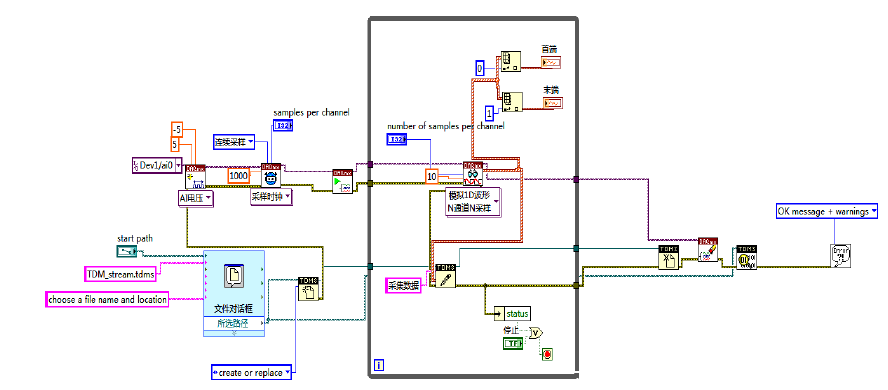 首端
0
末端
1
samples per channel
I32
number of samples per channel
I32
-5
5
连续采样
Dev1/ai0
1000
10
AI电压
采样时钟
模拟1D波形
N通道N采样
OK message + warnings
start path
TDM_stream.tdms
choose a file name and location
文件对话框
所选路径
TDMS
TDMS
采集数据
status
停止
TF
create or replace
i